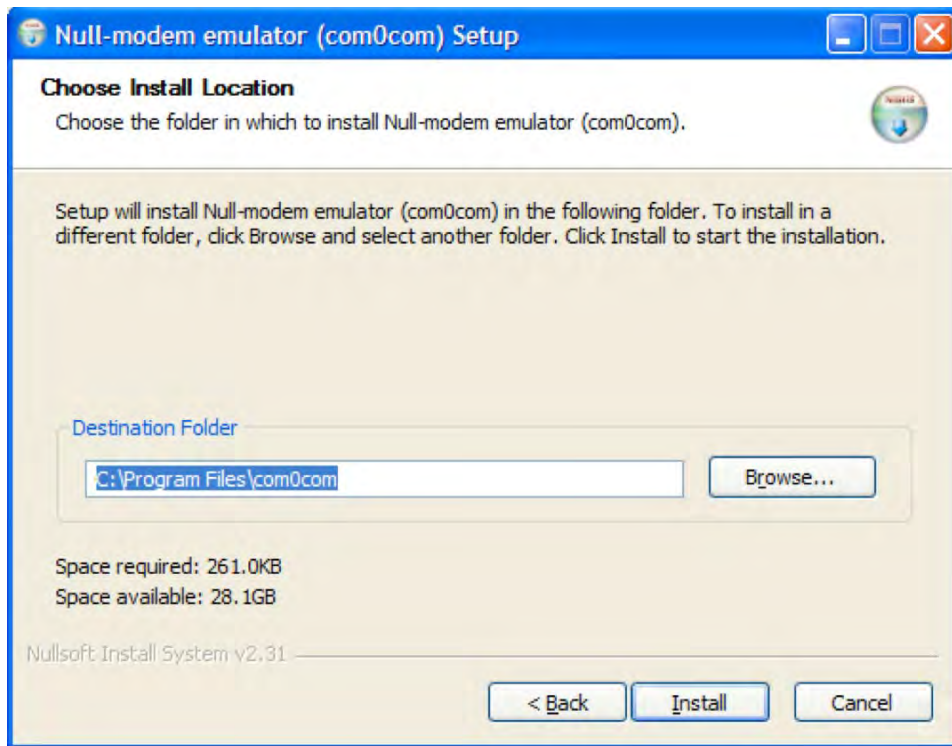 Null-modem emulator (com0com) Setup
Choose Install Location
Choose the folder in which to install Null-modem emulator (com0com).
Setup will install Null-modem emulator (com0com) in the following folder. To install in a
different folder, click Browse and select another folder. Click Install to start the installation.
Destination Folder
C:\Program Files\com0com
Browse...
Space required: 261.0KB
Space available: 28.1GB
Nullsoft Install System v2.31
< Back
Install
Cancel